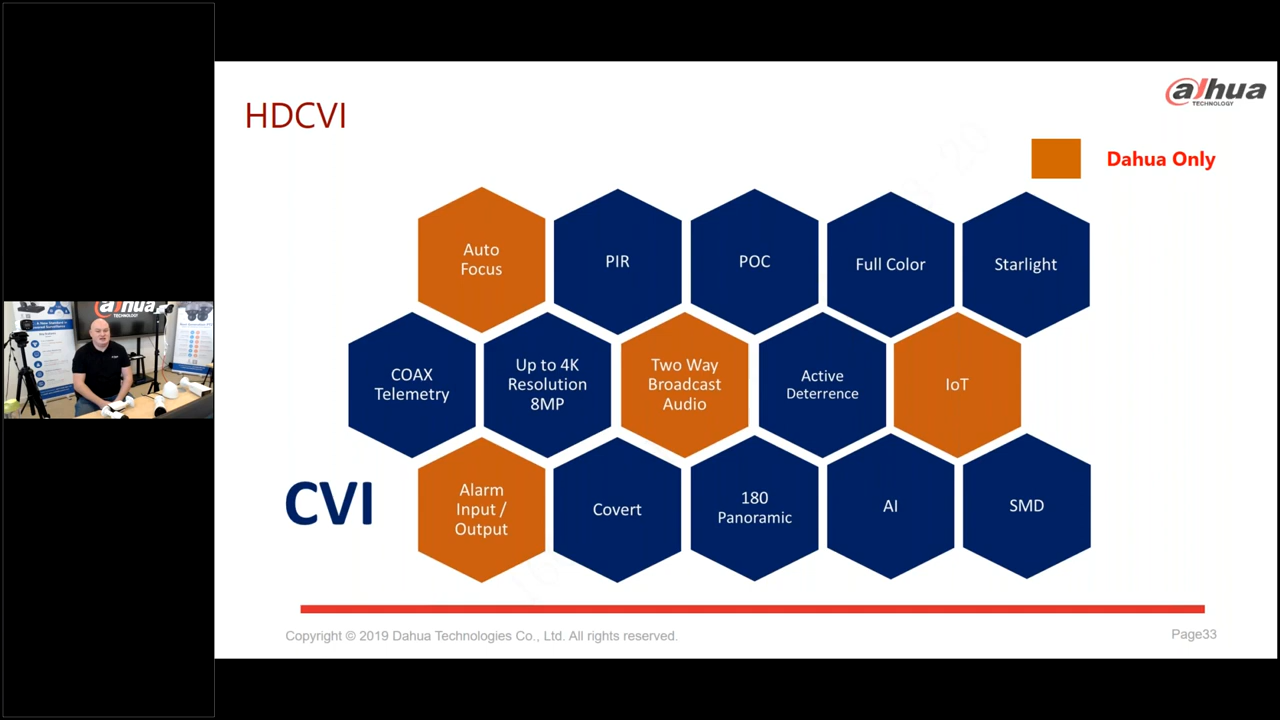 HDCVI
alhua
TECHNOLOGY
Dahua Only
Auto
Focus
PIR
POC
Full Color
Starlight
COAX
Telemetry
Up to 4K
Resolution
8MP
Two Way
Broadcast
Audio
Active
Deterrence
IoT
CVI
Alarm
Input /
Output
Covert
180
Panoramic
AI
SMD
Copyright © 2019 Dahua Technologies Co., Ltd. All rights reserved.
Page33
alhua
TECHNOLOGY